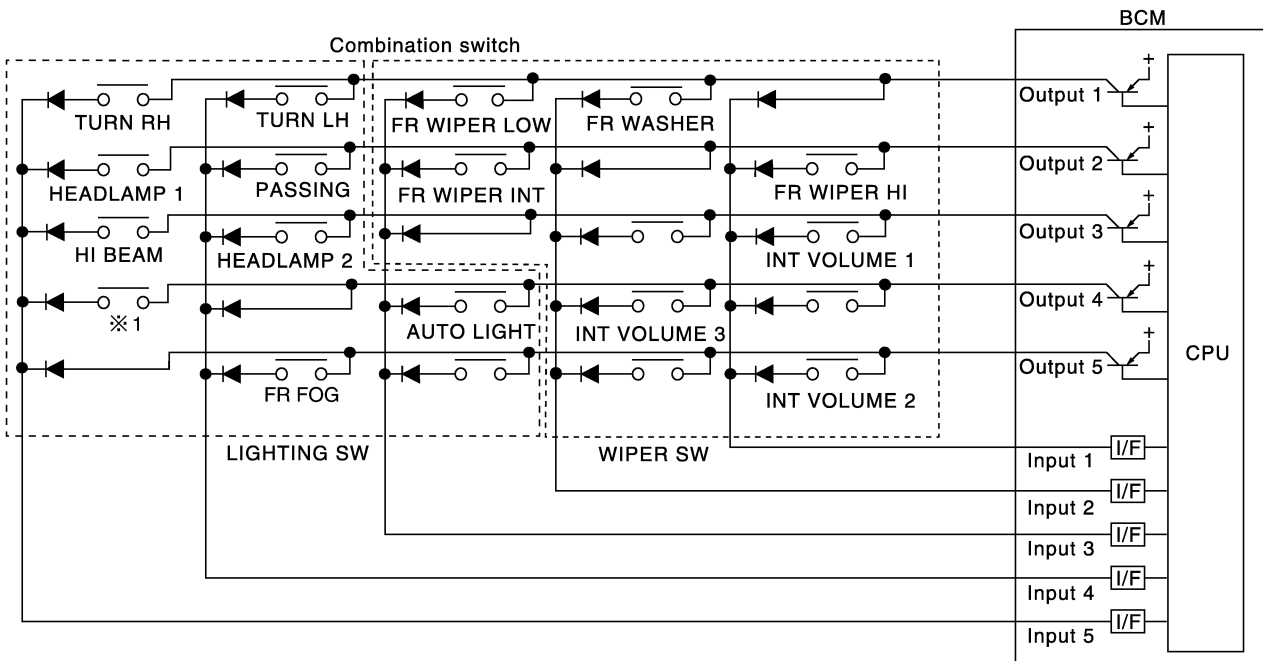 BCM
Combination switch
Output 1
TURN RH
TURN LH
FR WIPER LOW
FR WASHER
+
Output 2
HEADLAMP 1
PASSING
FR WIPER INT
FR WIPER HI
+
Output 3
HI BEAM
HEADLAMP 2
INT VOLUME 1
+
Output 4
※1
AUTO LIGHT
INT VOLUME 3
+
Output 5
CPU
FR FOG
INT VOLUME 2
+
LIGHTING SW
WIPER SW
Input 1
I/F
Input 2
I/F
Input 3
I/F
Input 4
I/F
Input 5
I/F